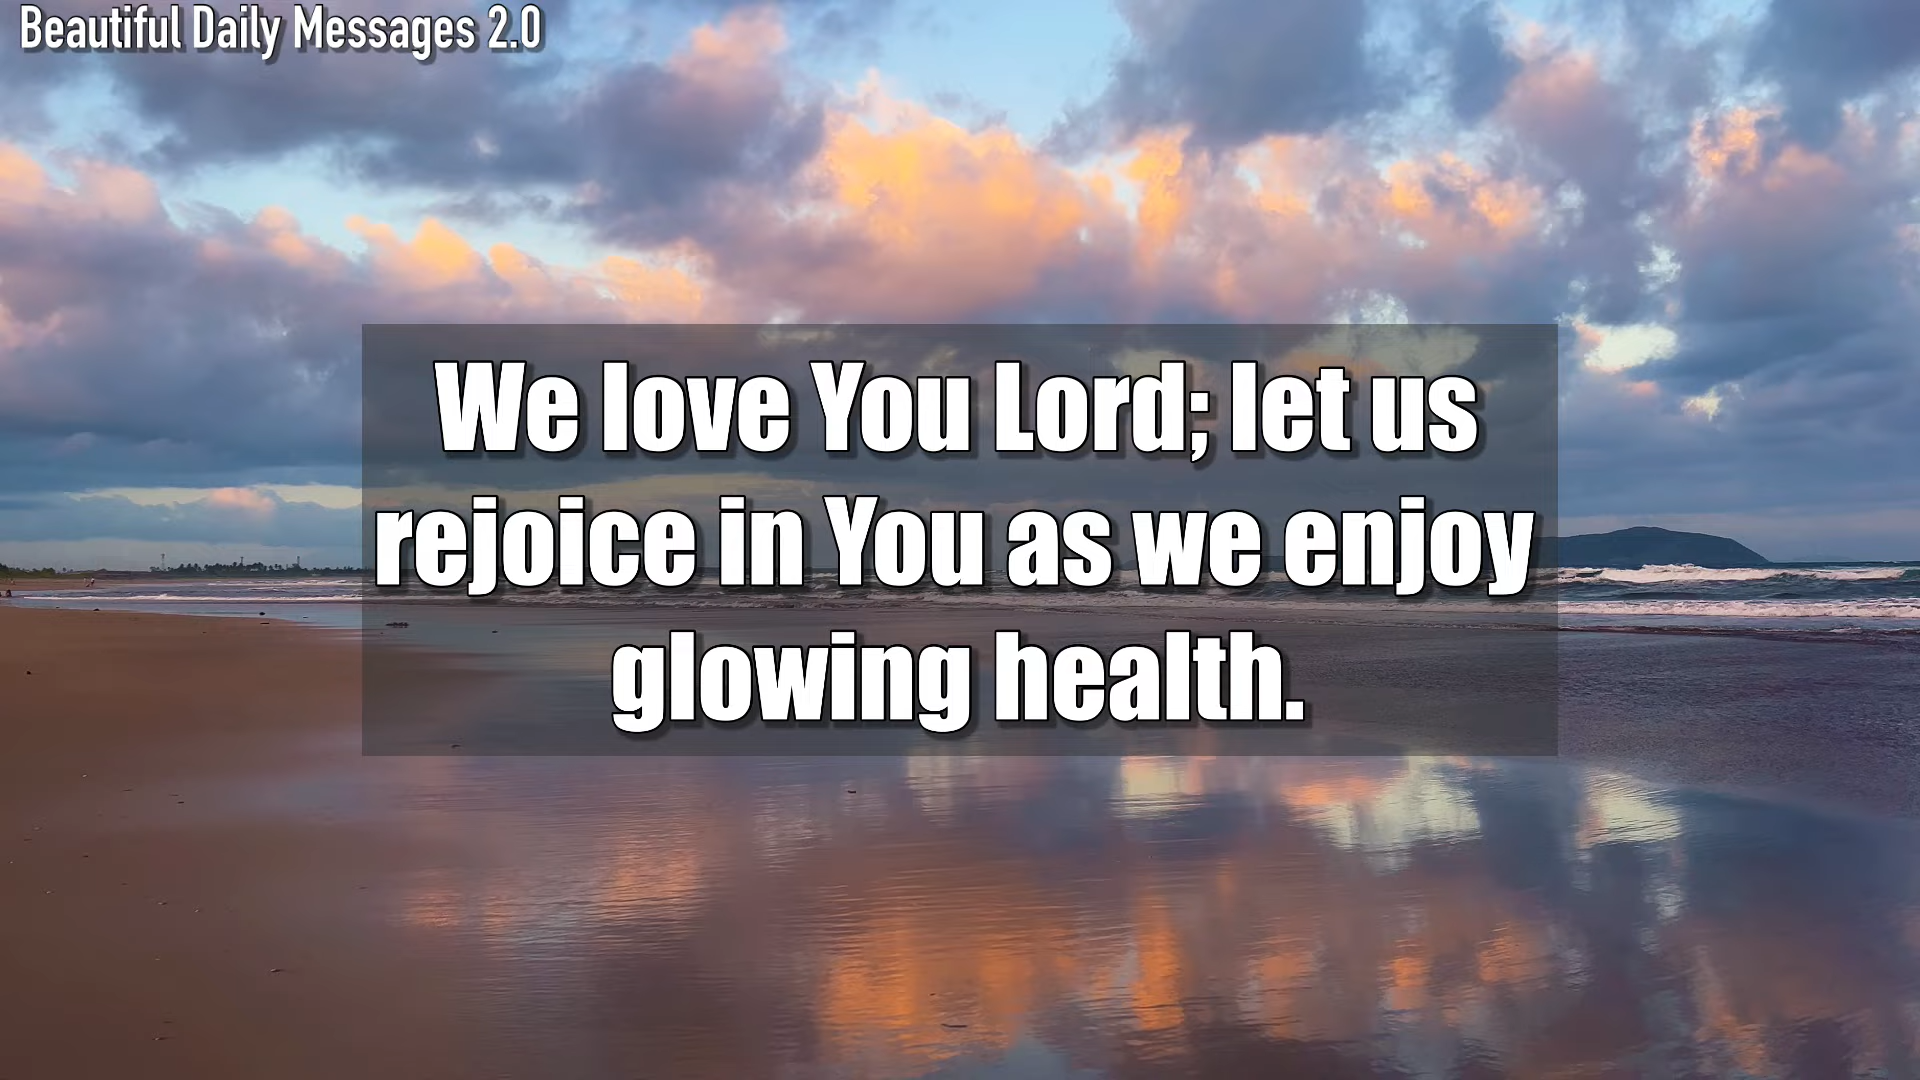 Beautiful Daily Messages 2.0
We love You Lord; let us
rejoice in You as we enjoy
glowing health.